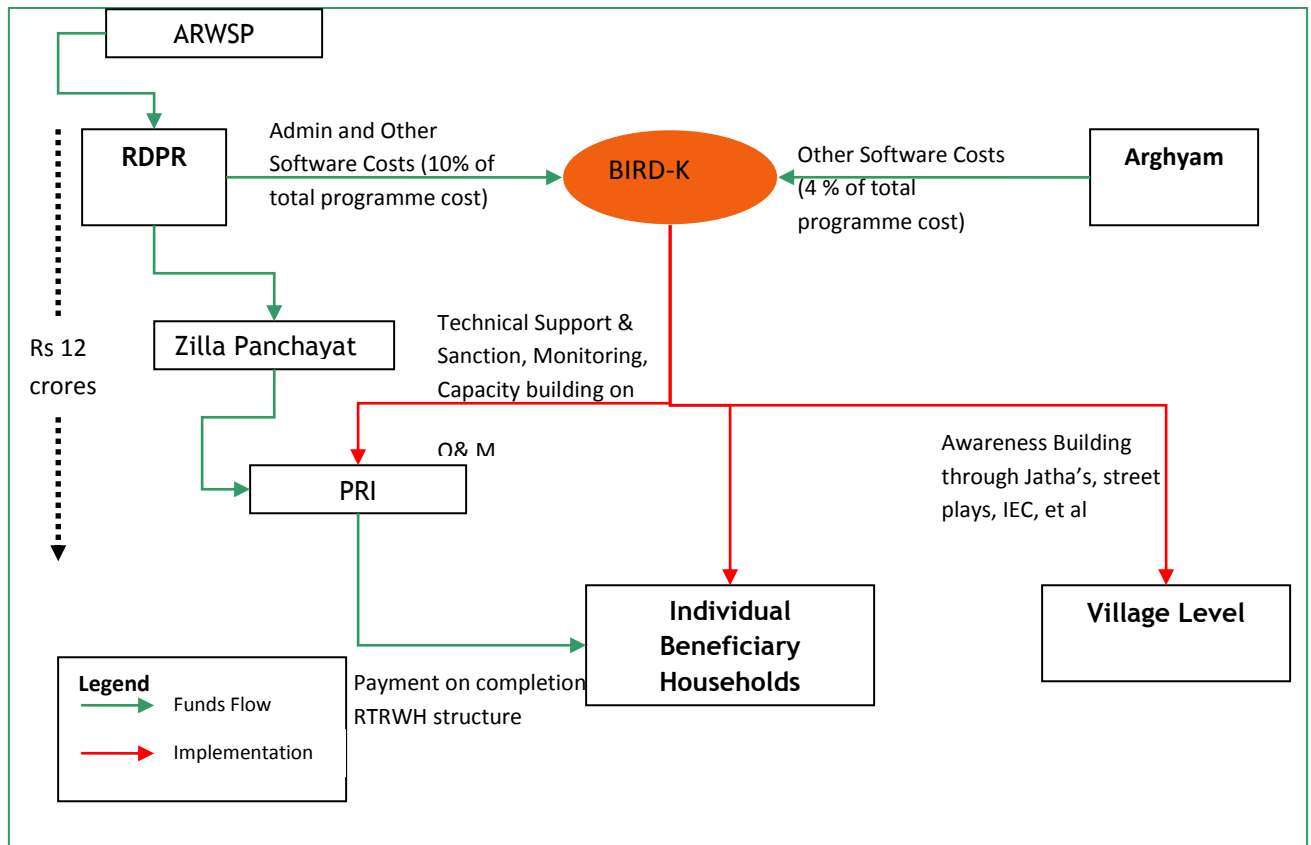 ARWSP
RDPR
Admin and Other
Software Costs (10% of
total programme cost)
BIRD-K
Other Software Costs
(4 % of total
programme cost)
Arghyam
Rs 12
crores
Zilla Panchayat
Technical Support &
Sanction, Monitoring,
Capacity building on
O& M
PRI
Awareness Building
through Jatha’s, street
plays, IEC, et al
Individual
Beneficiary
Households
Village Level
Payment on completion
RTRWH structure
Legend
Funds Flow
Implementation